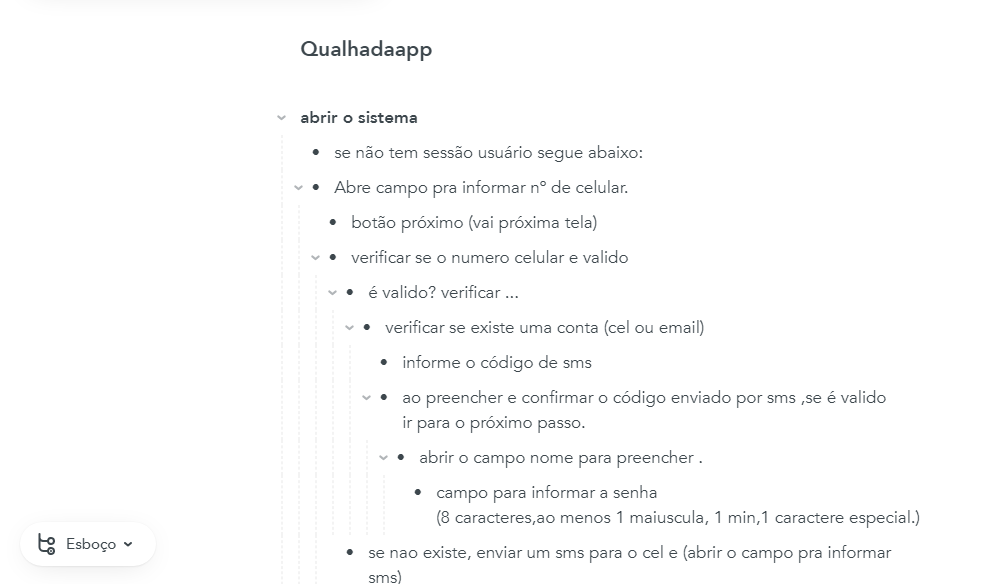 Qualhadaapp
abrir o sistema
se não tem sessão usuário segue abaixo:
Abre campo pra informar nº de celular.
botão próximo (vai próxima tela)
verificar se o numero celular e valido
é valido? verificar ...
verificar se existe uma conta (cel ou email)
informe o código de sms
ao preencher e confirmar o código enviado por sms ,se é valido
ir para o próximo passo.
abrir o campo nome para preencher .
campo para informar a senha
(8 caracteres,ao menos 1 maiuscula, 1 min,1 caractere especial.)
se nao existe, enviar um sms para o cel e (abrir o campo pra informar
sms)
Esboço